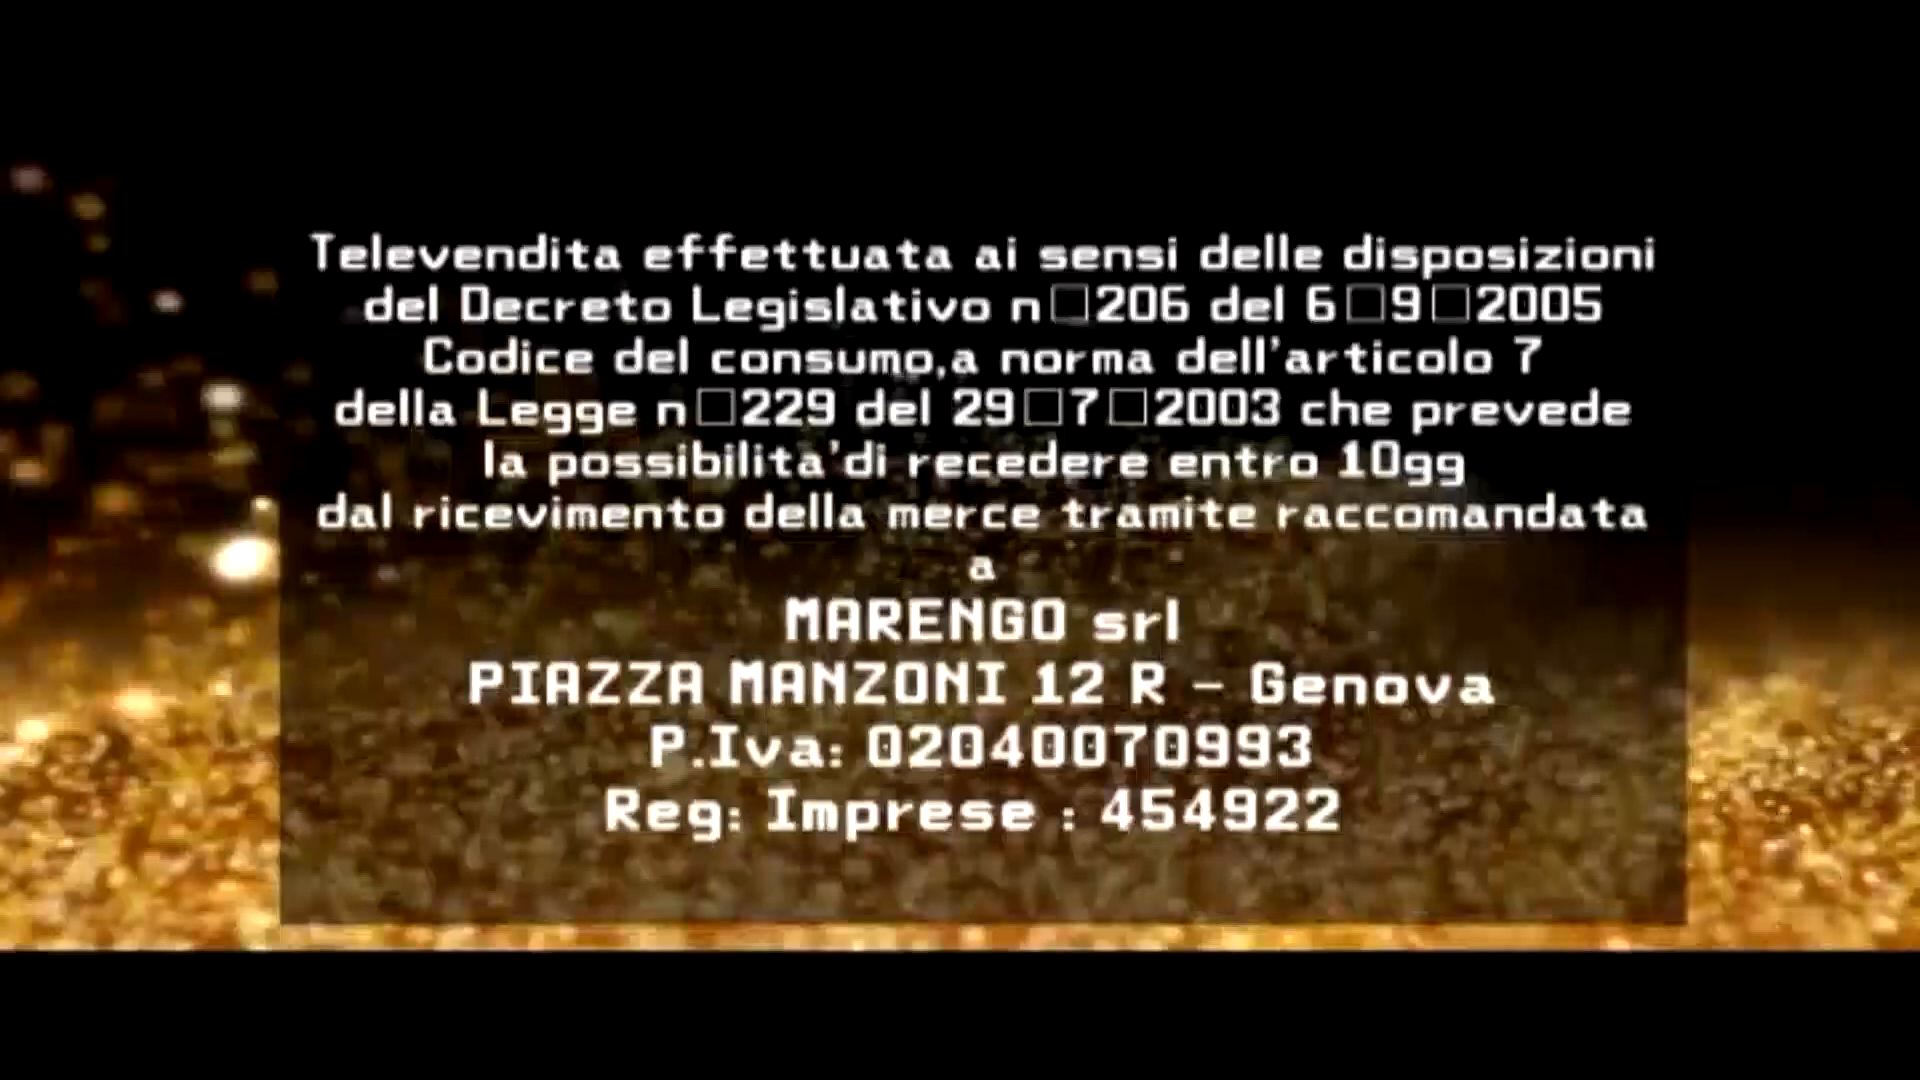 Televendita effettuata ai sensi delle disposizioni
del Decreto Legislativo n□206 del 6□9□2005
Codice del consumo,a norma dell'articolo 7
della Legge n□229 del 29□7□2003 che prevede
la possibilita'di recedere entro 10gg
dal ricevimento della merce tramite raccomandata
a
MARENGO srl
PIAZZA MANZONI 12 R - Genova
P.Iva: 02040070993
Reg: Imprese : 454922